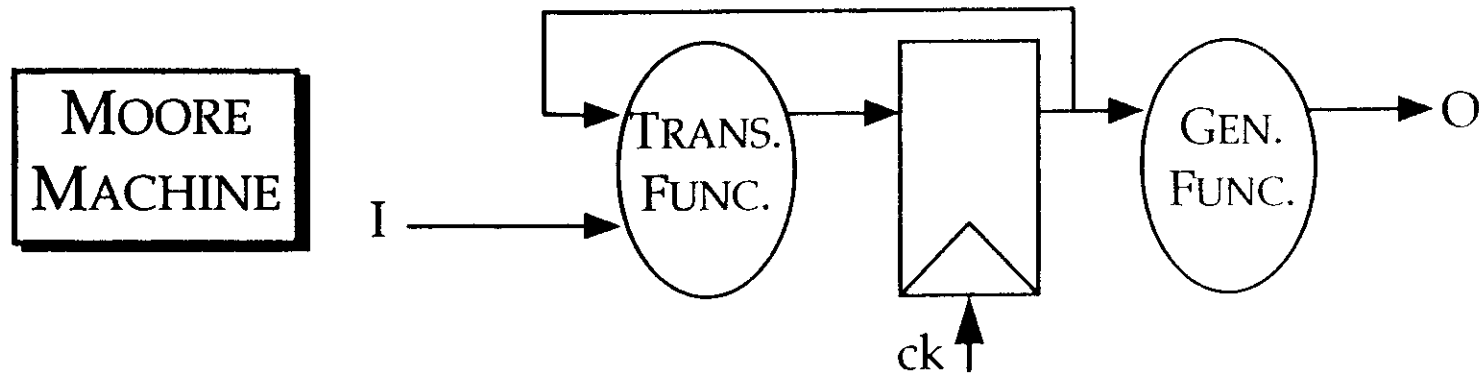 MOORE
MACHINE
I
TRANS.
FUNC.
ck
GEN.
FUNC.
O